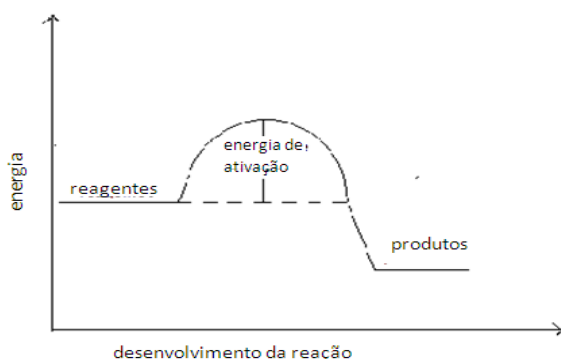 energia de
ativação
reagentes
energia
produtos
desenvolvimento da reação